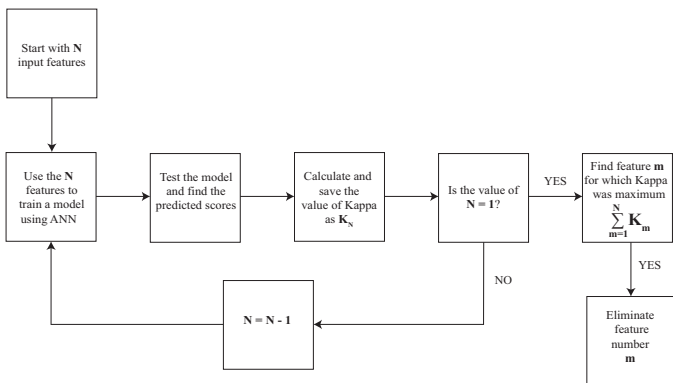 Start with N
input features
Use the N
features to
train a model
using ANN
Test the model
and find the
predicted scores
Calculate and
save the
value of Kappa
as K_N
Is the value of
N = 1?
YES
Find feature m
for which Kappa
was maximum
N
∑ K_m
m=1
NO
YES
N = N - 1
Eliminate
feature
number
m